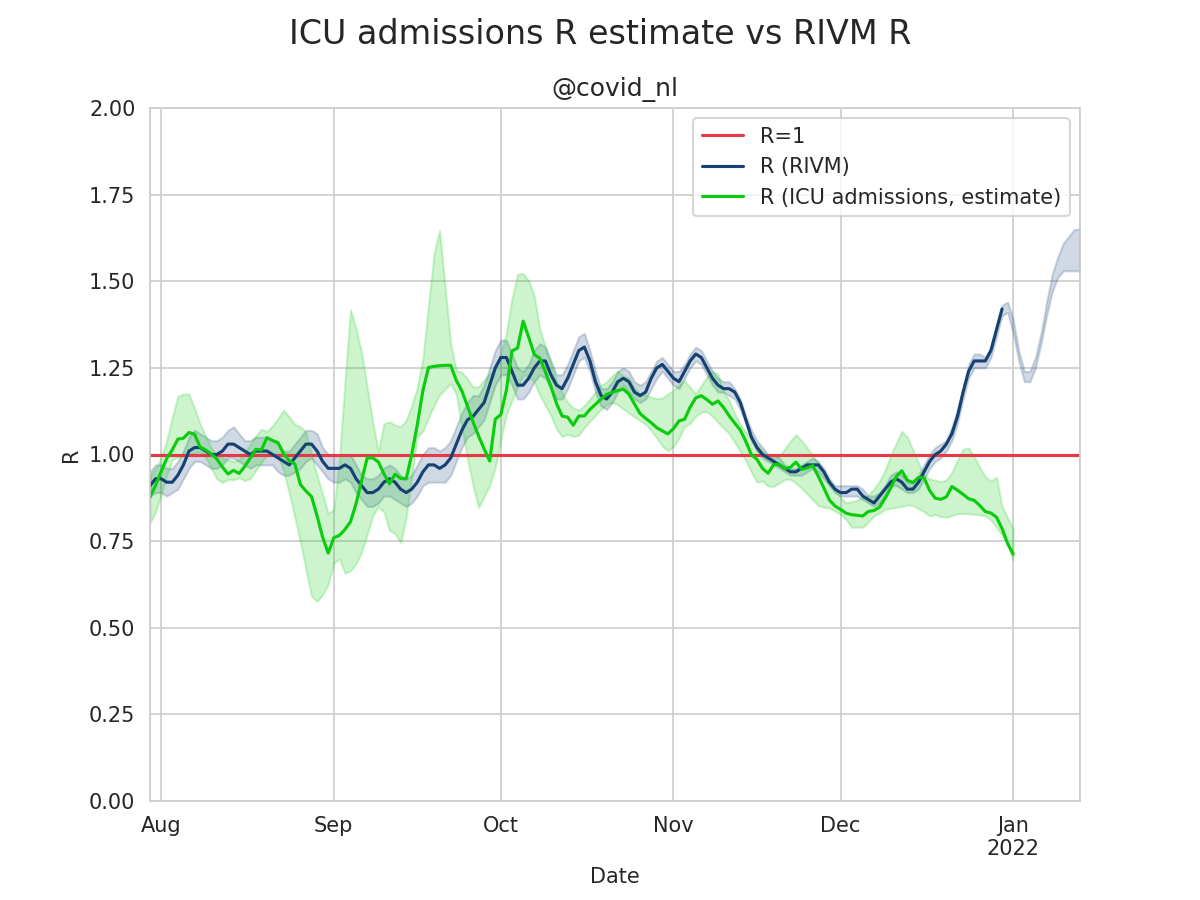 ICU admissions R estimate vs RIVM R
@covid_nl
R=1
R (RIVM)
R (ICU admissions, estimate)
2.00
1.75
1.50
1.25
1.00
0.75
0.50
0.25
0.00
R
Aug Sep Oct Nov Dec Jan
2022
Date